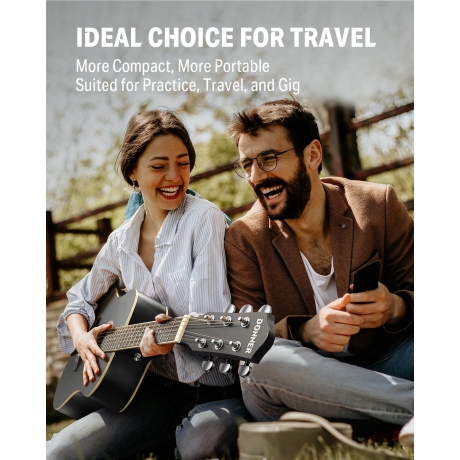 IDEAL CHOICE FOR TRAVEL
More Compact, More Portable
Suited for Practice, Travel, and Gig
DONNER